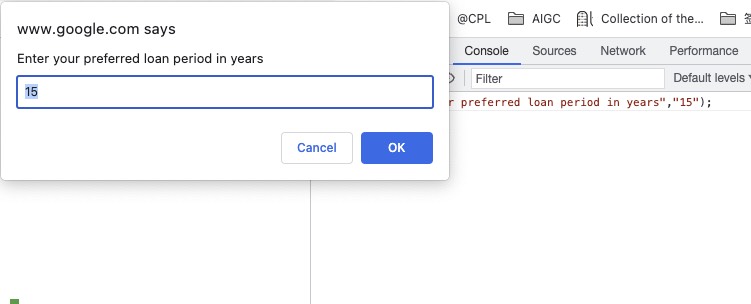 www.google.com says
Enter your preferred loan period in years
15
Cancel
OK
@CPL AIGC Collection of the...
Console Sources Network Performance
Filter Default levels
r preferred loan period in years","15");